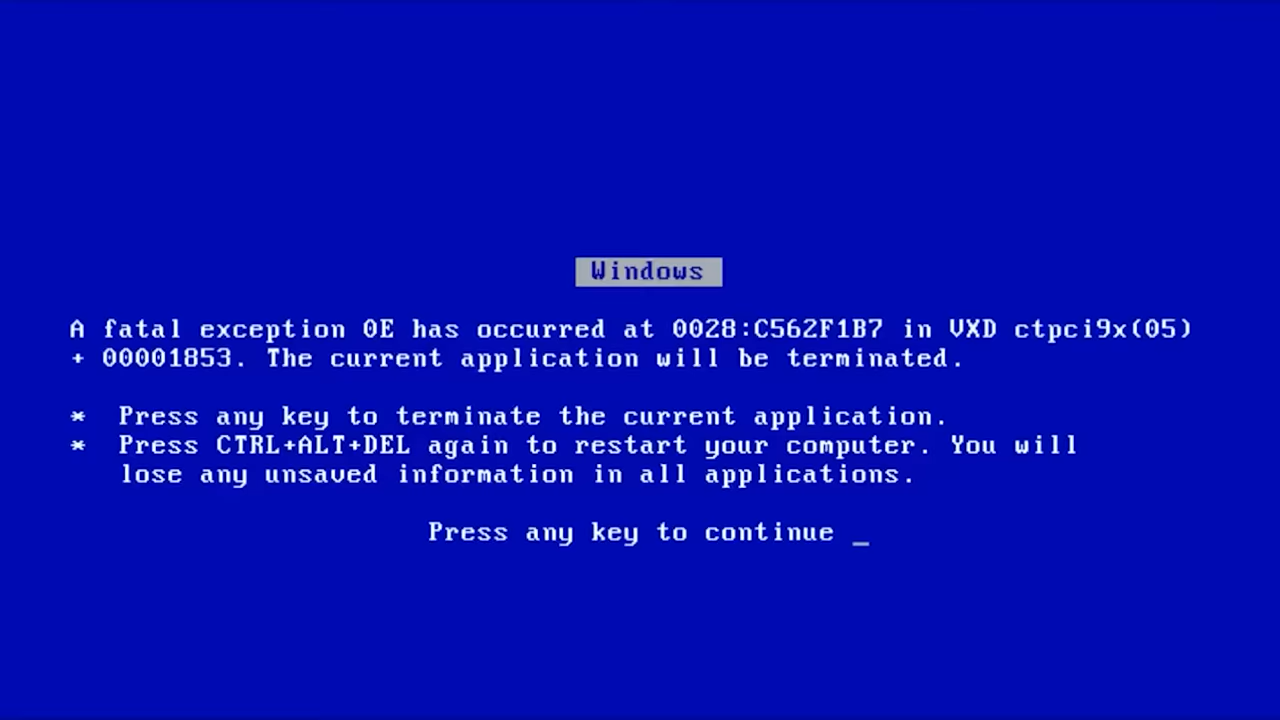 Windows
A fatal exception 0E has occurred at 0028:C562F1B7 in VXD ctpci9x(05)
+ 00001853. The current application will be terminated.
* Press any key to terminate the current application.
* Press CTRL+ALT+DEL again to restart your computer. You will
lose any unsaved information in all applications.
Press any key to continue _